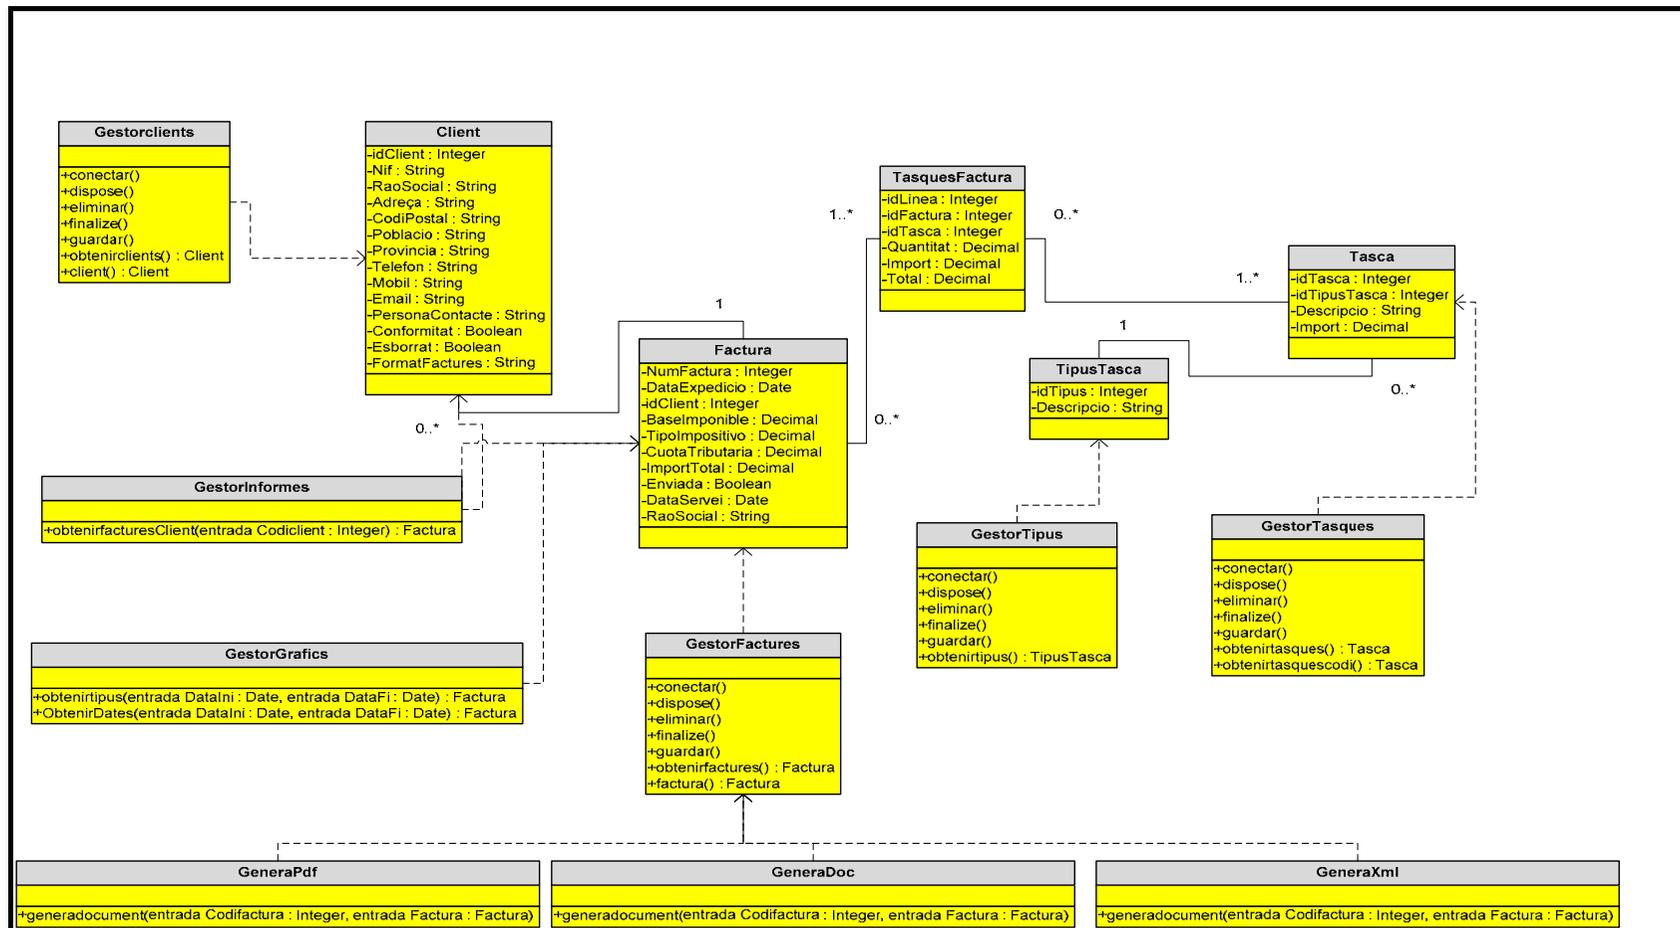 Gestorclients
+conectar()
+dispose()
+eliminar()
+finalize()
+guardar()
+obtenirclients() : Client
+client() : Client
Client
-idClient : Integer
-Nif : String
-RaoSocial : String
-Adreça : String
-CodiPostal : String
-Poblacio : String
-Provincia : String
-Telefon : String
-Mobil : String
-Email : String
-PersonaContacte : String
-Conformitat : Boolean
-Esborrat : Boolean
-FormatFactures : String
TasquesFactura
-idLínea : Integer
-idFactura : Integer
-idTasca : Integer
-Quantitat : Decimal
-Import : Decimal
-Total : Decimal
1..*
0..*
Tasca
-idTasca : Integer
-idTipusTasca : Integer
-Descripcio : String
-Import : Decimal
1..*
1
1
0..*
TipusTasca
-idTipus : Integer
-Descripcio : String
Factura
-NumFactura : Integer
-DataExpedicio : Date
-idClient : Integer
-BaseImponible : Decimal
-TipoImpositivo : Decimal
-CuotaTributaria : Decimal
-ImportTotal : Decimal
-Enviada : Boolean
-DataServei : Date
-RaoSocial : String
0..*
0..*
GestorInformes
+obtenirfacturesClient(entrada Codiclient : Integer) : Factura
GestorTipus
+conectar()
+dispose()
+eliminar()
+finalize()
+guardar()
+obtenirtipus() : TipusTasca
GestorTasques
+conectar()
+dispose()
+eliminar()
+finalize()
+guardar()
+obtenirtasques() : Tasca
+obtenirtasquescodi() : Tasca
GestorGrafics
+obtenirtipus(entrada DataIni : Date, entrada DataFi : Date) : Factura
+ObtenirDates(entrada DataIni : Date, entrada DataFi : Date) : Factura
GestorFactures
+conectar()
+dispose()
+eliminar()
+finalize()
+guardar()
+obtenirfactures() : Factura
+factura() : Factura
GeneraPdf
+generadocument(entrada Codifactura : Integer, entrada Factura : Factura)
GeneraDoc
+generadocument(entrada Codifactura : Integer, entrada Factura : Factura)
GeneraXml
+generadocument(entrada Codifactura : Integer, entrada Factura : Factura)